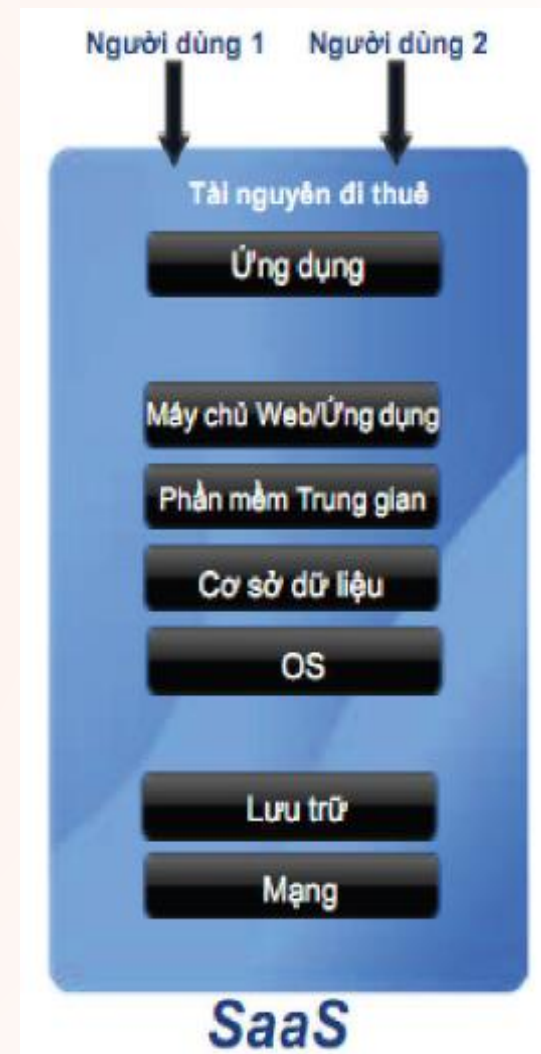 Người dùng 1 Người dùng 2
Tài nguyên đi thuê
Ứng dụng
Máy chủ Web/Ứng dụng
Phần mềm Trung gian
Cơ sở dữ liệu
OS
Lưu trữ
Mạng
SaaS